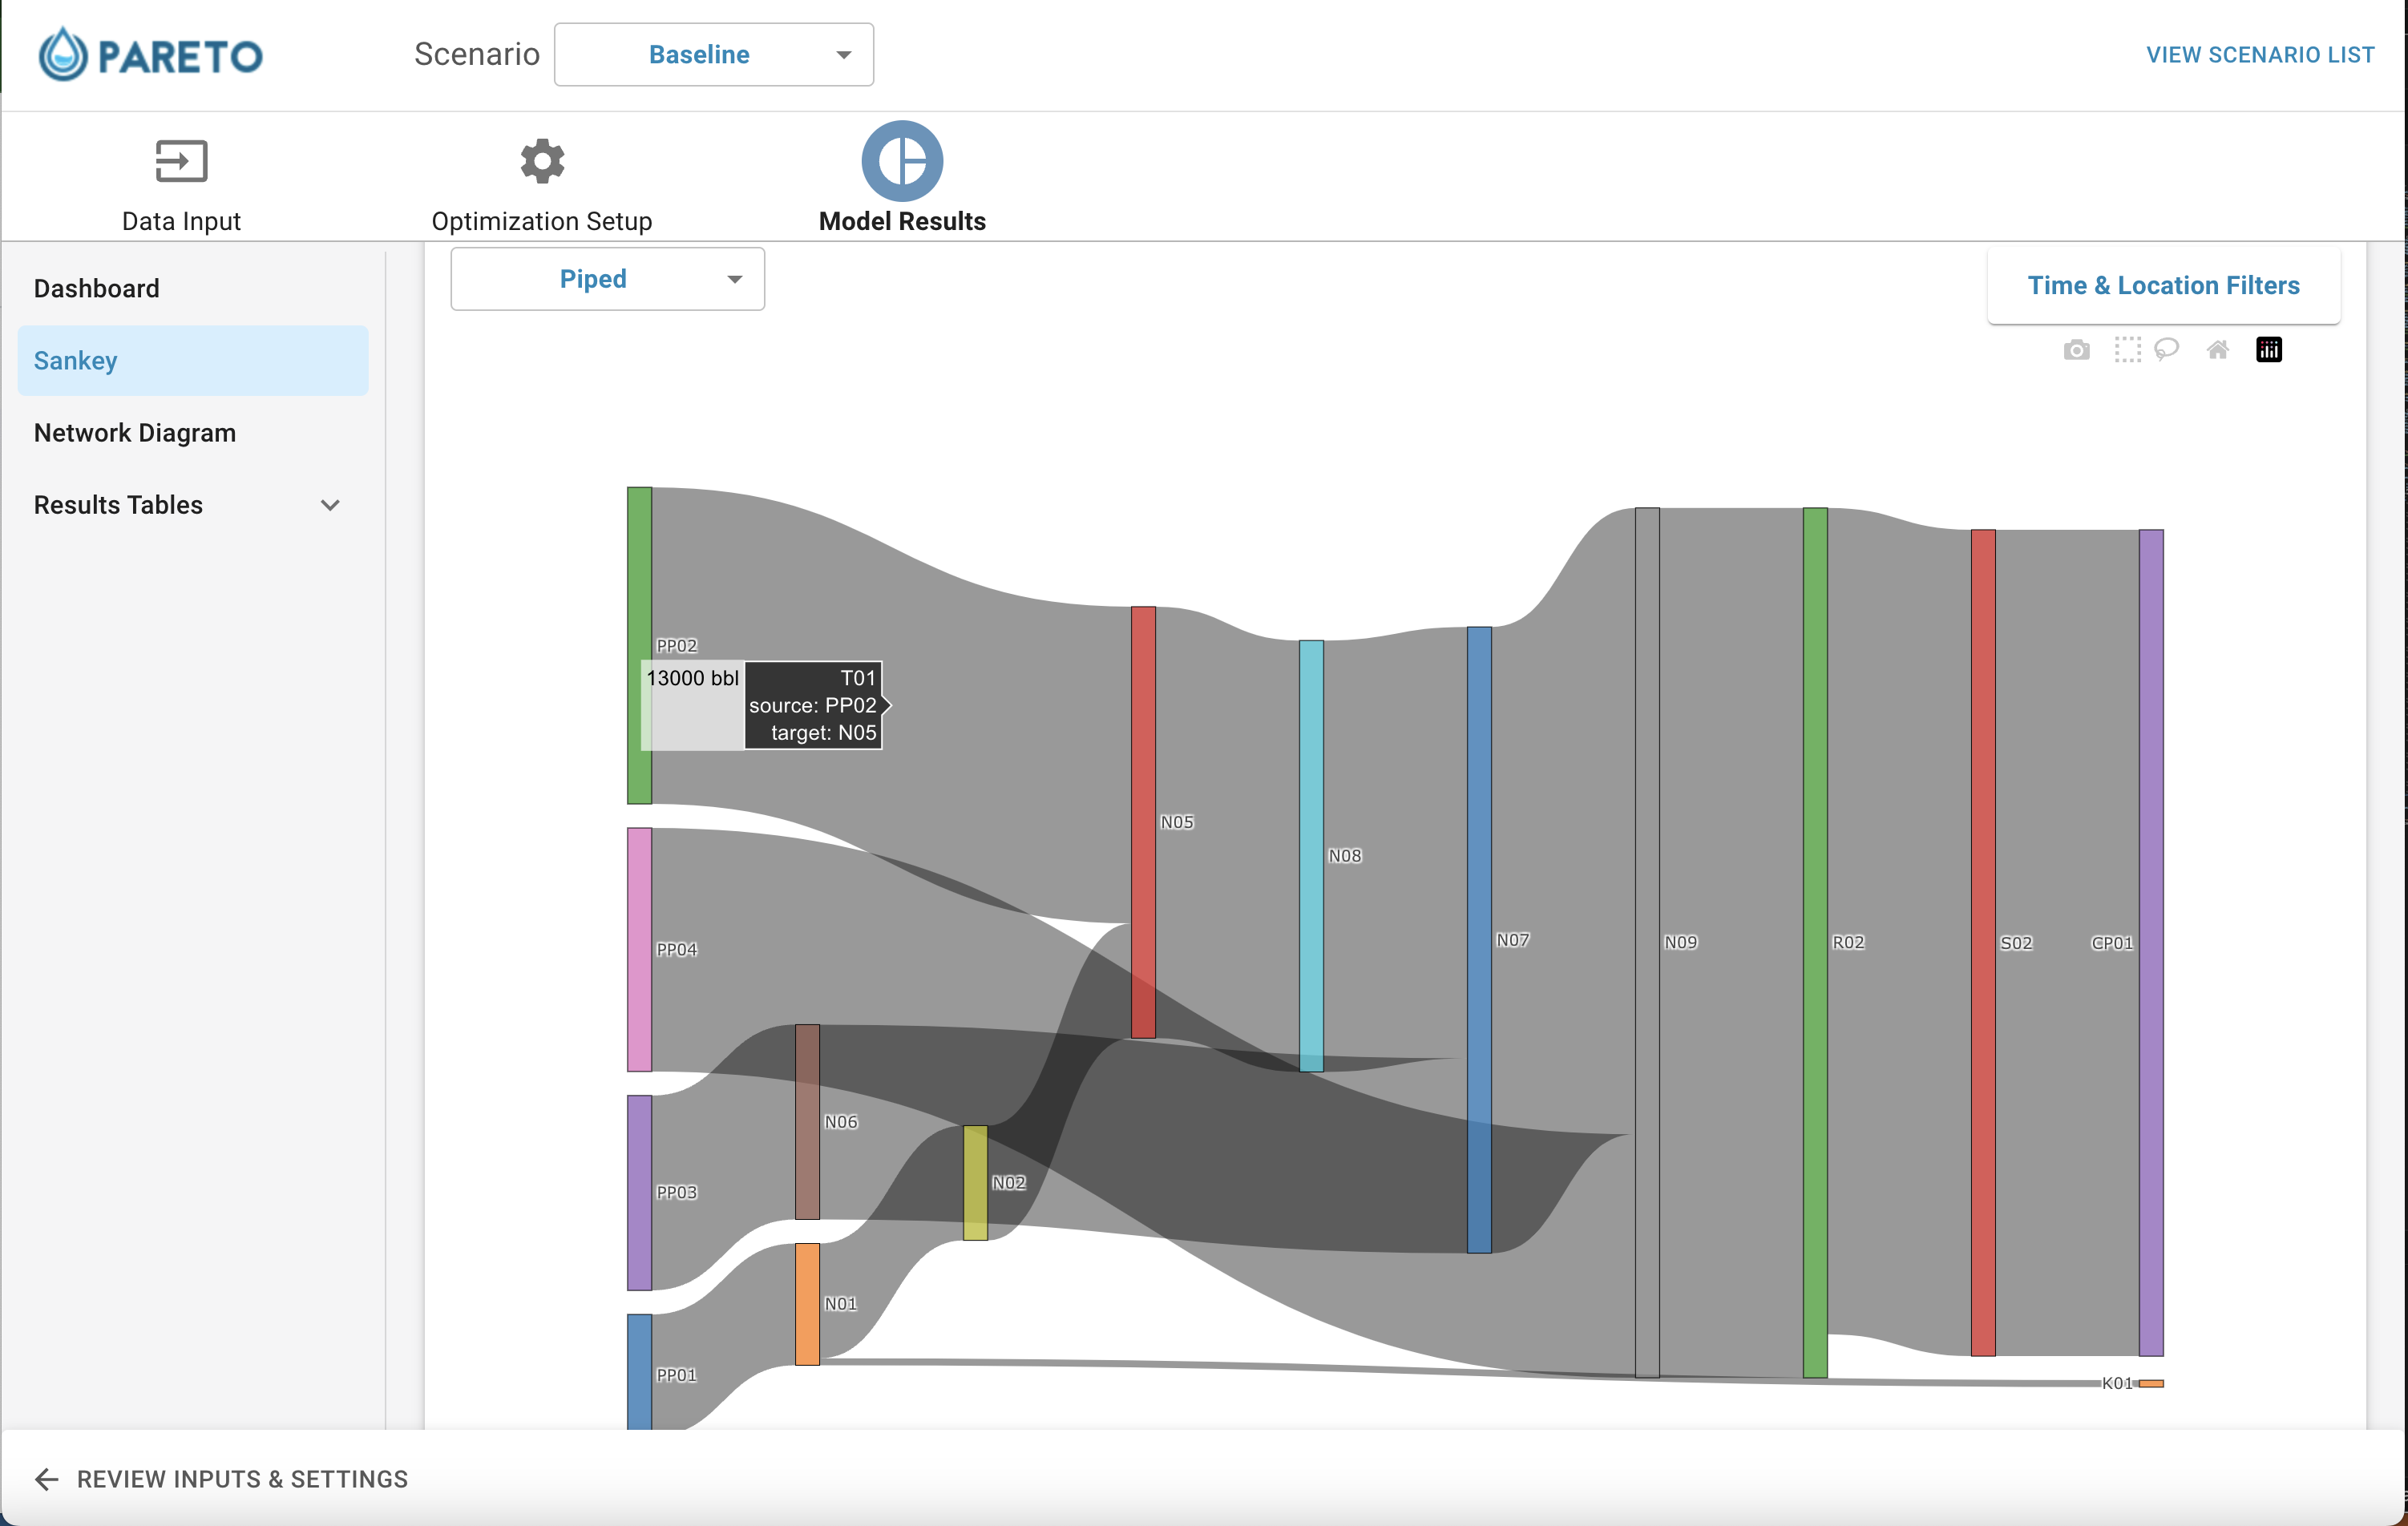 PARETO
Scenario
Baseline
VIEW SCENARIO LIST
Data Input
Optimization Setup
Model Results
Dashboard
Sankey
Network Diagram
Results Tables
Piped
Time & Location Filters
PP02
13000 bbl
T01
source: PP02
target: N05
N05
N08
N07
N09
R02
S02
CP01
PP04
N06
N02
PP03
N01
PP01
K01
REVIEW INPUTS & SETTINGS